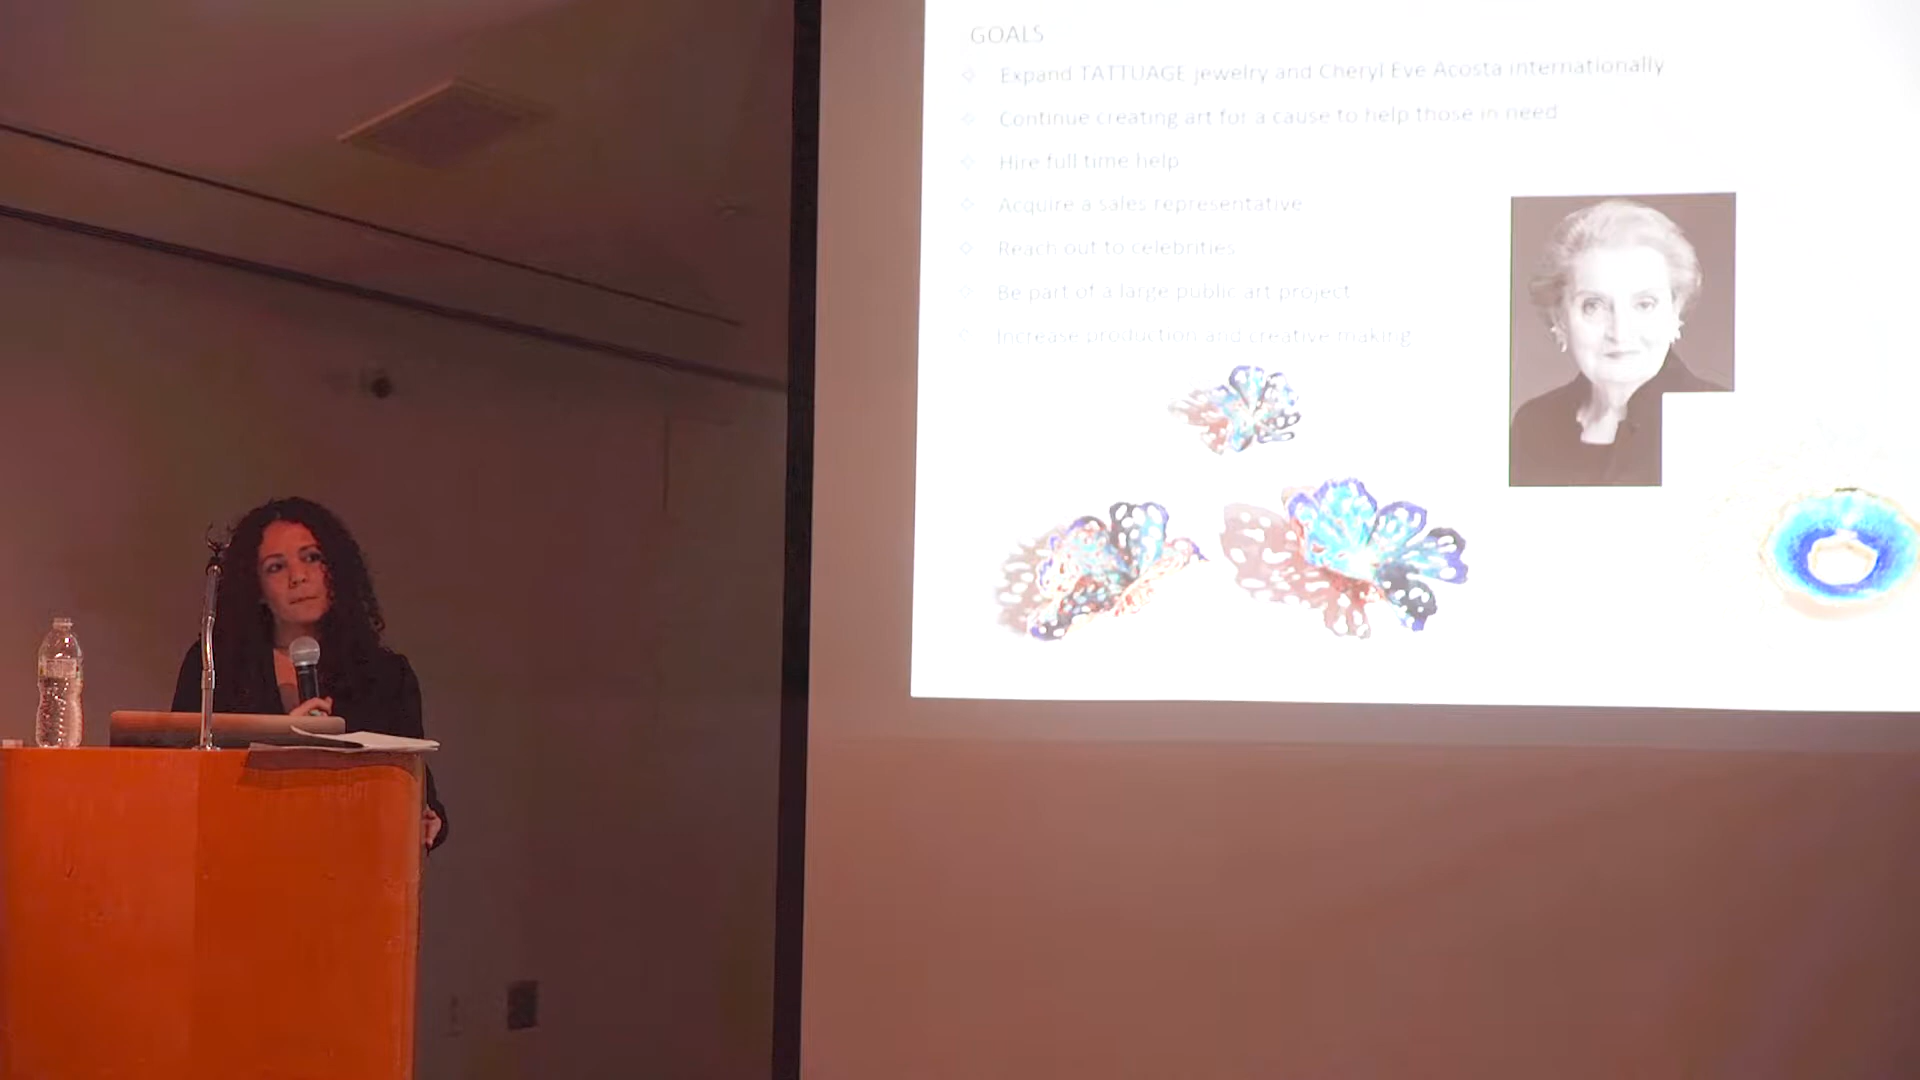 GOALS
Expand TATTUAGE jewelry and Cheryl Eve Acosta internationally
Continue creating art for a cause to help those in need
Hire full time help
Acquire a sales representative
Reach out to celebrities
Be part of a large public art project
Increase production and creative making